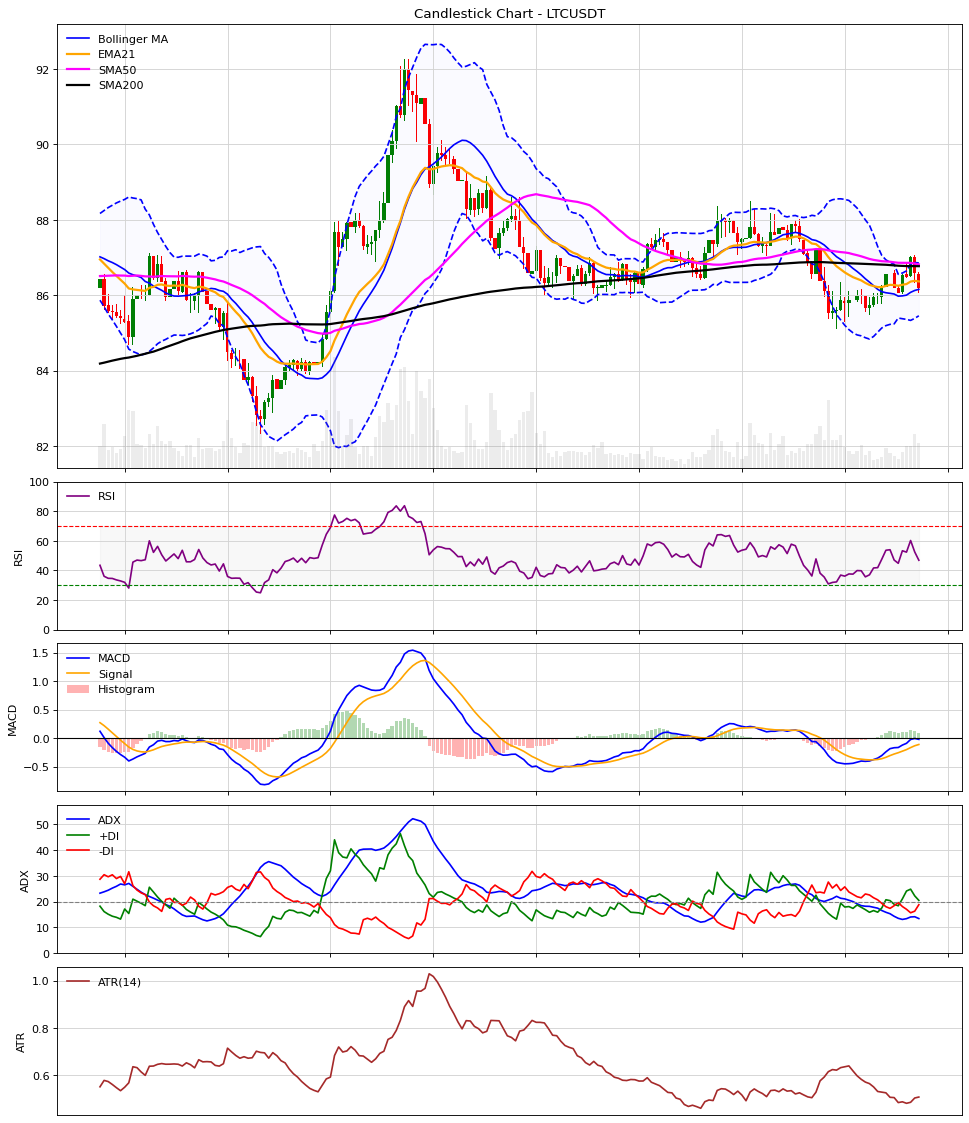 Candlestick Chart - LTCUSDT
Bollinger MA
EMA21
SMA50
SMA200
92
90
88
86
84
82
RSI
RSI
100
80
60
40
20
0
MACD
Signal
Histogram
MACD
1.5
1.0
0.5
0.0
−0.5
ADX
+DI
-DI
ADX
50
40
30
20
10
0
ATR(14)
ATR
1.0
0.8
0.6